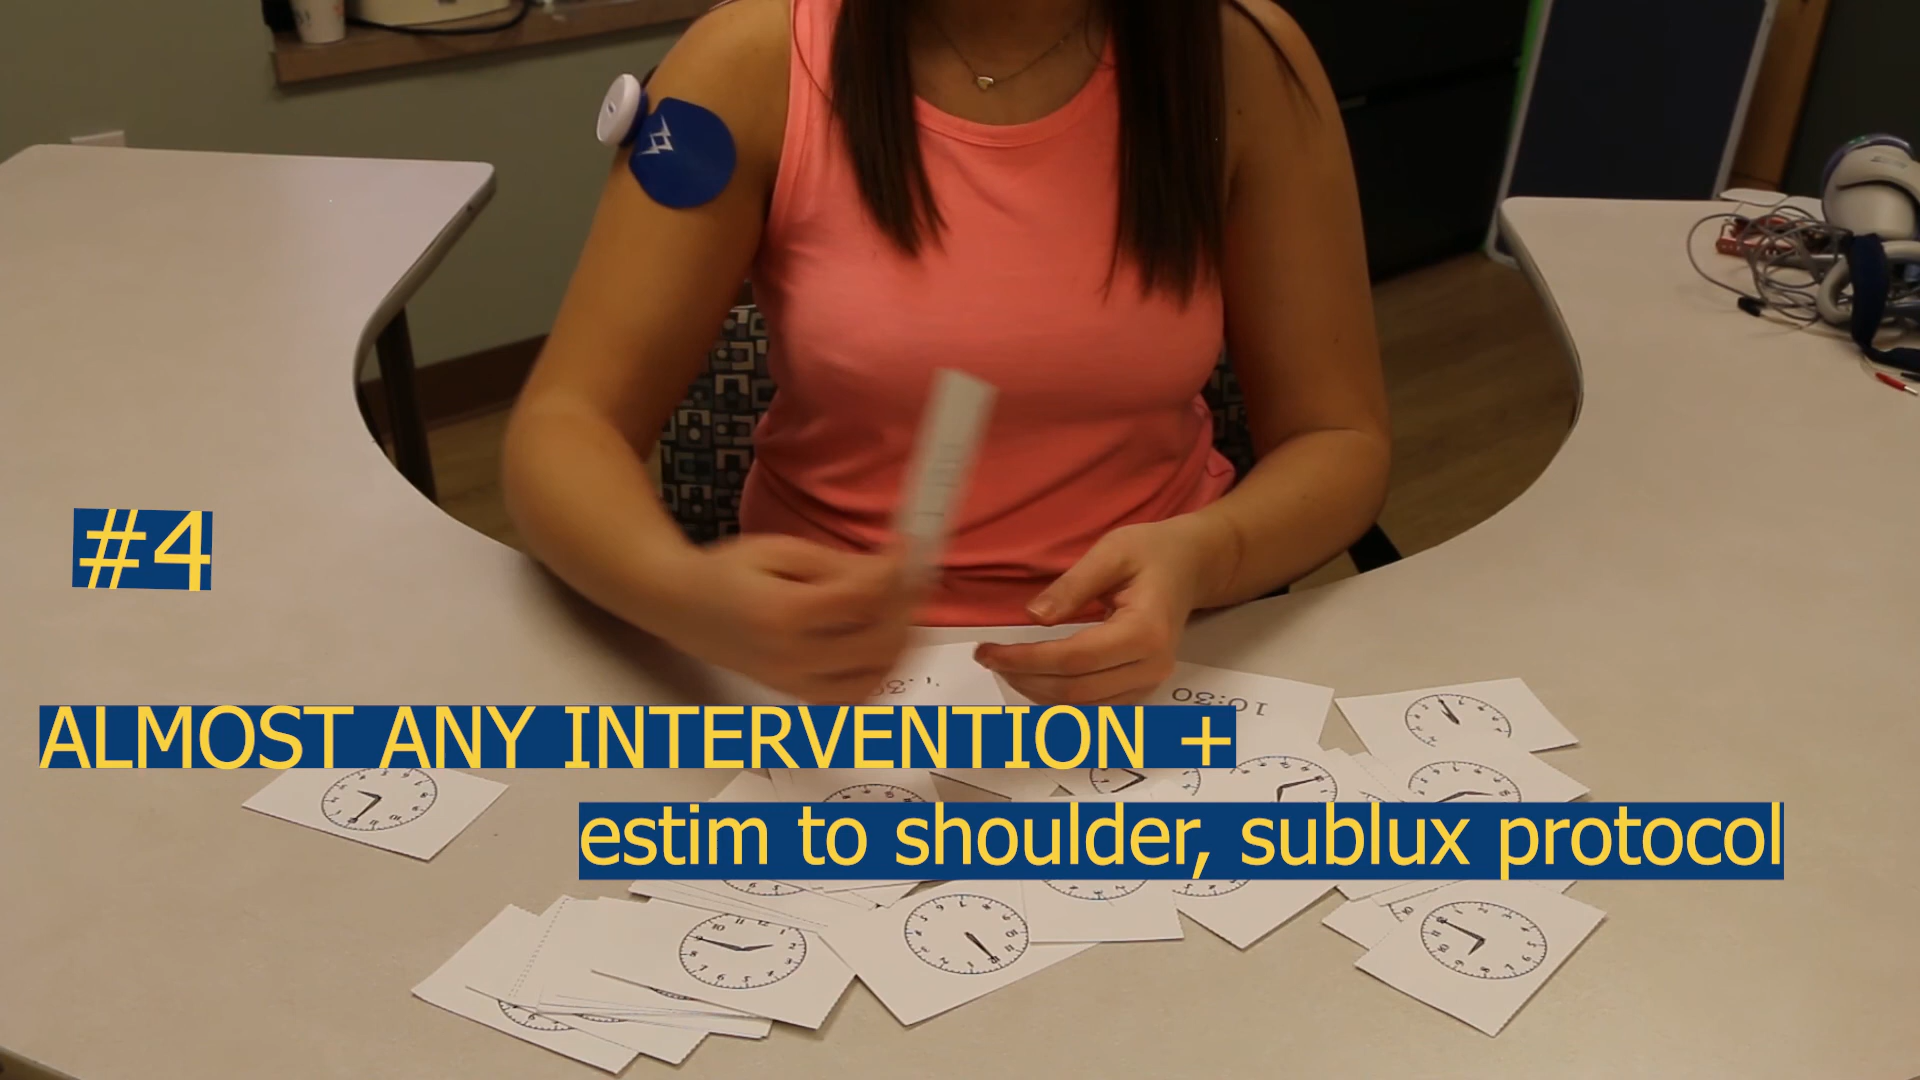 #4
10:30
ALMOST ANY INTERVENTION +
estim to shoulder, sublux protocol